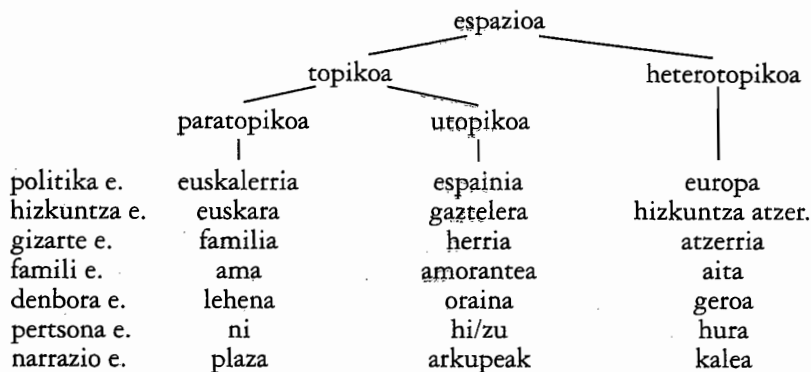 espazioa
topikoa heterotopikoa
paratopikoa utopikoa
politika e. euskalerria espainia europa
hizkuntza e. euskara gaztelera hizkuntza atzer.
gizarte e. familia herria atzerria
famili e. ama amorantea aita
denbora e. lehena oraina geroa
pertsona e. ni hi/zu hura
narrazio e. plaza arkupeak kalea